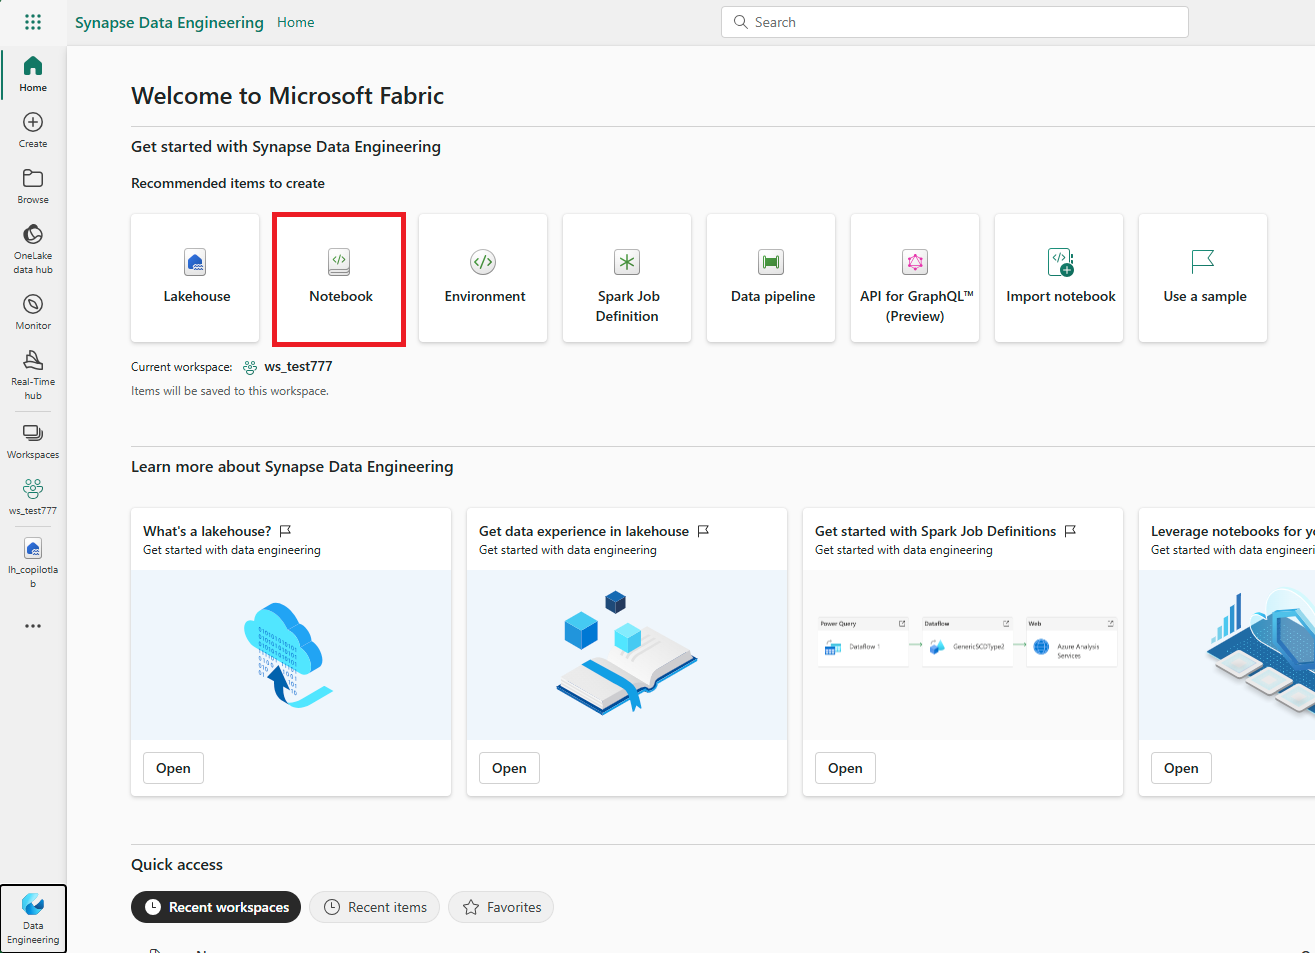 Synapse Data Engineering Home
Search
Home
Create
Browse
OneLake
data hub
Monitor
Real-Time
hub
Workspaces
ws_test777
lh_copilotla
b
Data
Engineering
Welcome to Microsoft Fabric
Get started with Synapse Data Engineering
Recommended items to create
Lakehouse
Notebook
Environment
Spark Job
Definition
Data pipeline
API for GraphQL™
(Preview)
Import notebook
Use a sample
Current workspace: ws_test777
Items will be saved to this workspace.
Learn more about Synapse Data Engineering
What's a lakehouse?
Get started with data engineering
Open
Get data experience in lakehouse
Get started with data engineering
Open
Get started with Spark Job Definitions
Get started with data engineering
Power Query
Dataflow 1
Dataflow
GenericSCDType2
Web
Azure Analysis
Services
Open
Leverage notebooks for y
Get started with data engineeri
Open
Quick access
Recent workspaces
Recent items
Favorites